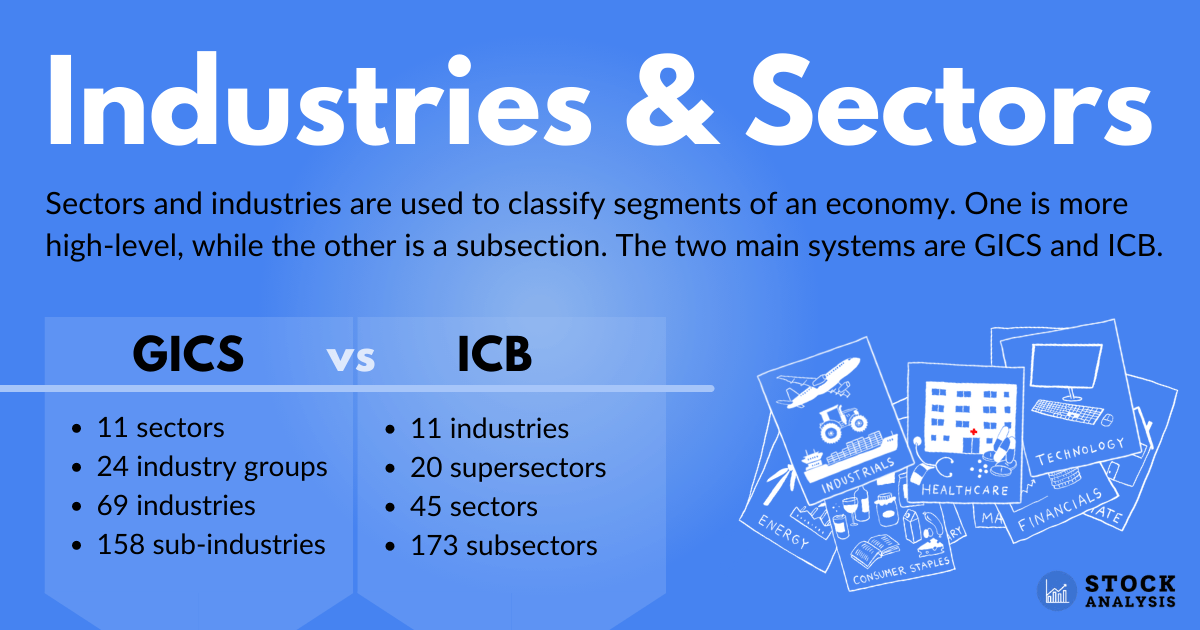 Industries & Sectors
Sectors and industries are used to classify segments of an economy. One is more
high-level, while the other is a subsection. The two main systems are GICS and ICB.
GICS vs ICB
• 11 sectors
• 24 industry groups
• 69 industries
• 158 sub-industries
• 11 industries
• 20 supersectors
• 45 sectors
• 173 subsectors
INDUSTRIALS
HEALTHCARE
TECHNOLOGY
ENERGY
CONSUMER STAPLES
RY
MA
FINANCIALS
ATE
STOCK
ANALYSIS